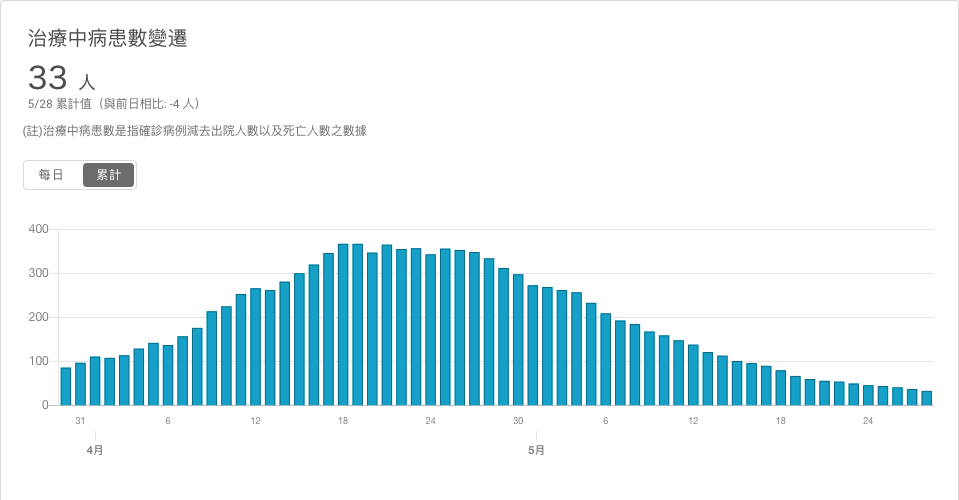 治療中病患數變遷
33 人
5/28 累計值（與前日相比: -4 人）
(註)治療中病患數是指確診病例減去出院人數以及死亡人數之數據
每日 累計
400
300
200
100
0
31 6 12 18 24 30 6 12 18 24
4月 5月